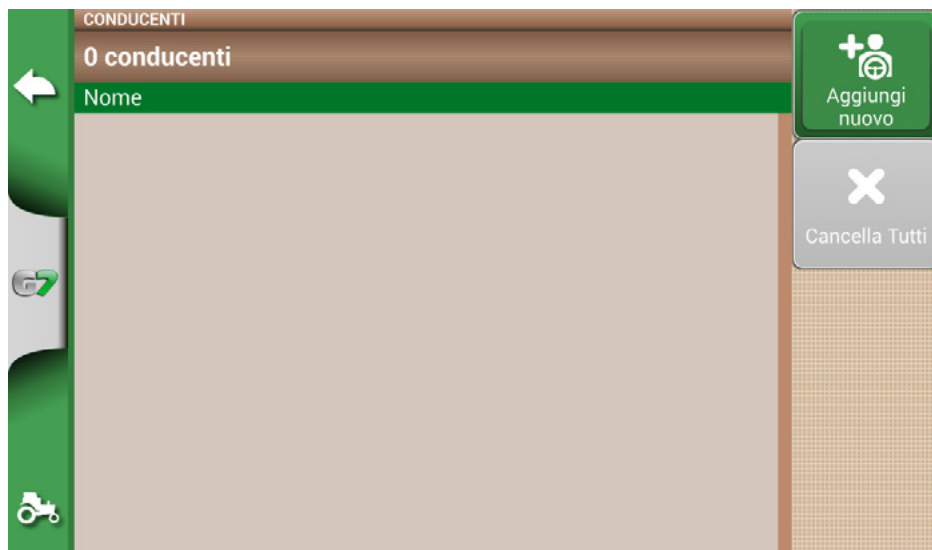 CONDUCENTI
0 conducenti
Nome
Aggiungi
nuovo
Cancella Tutti
G7